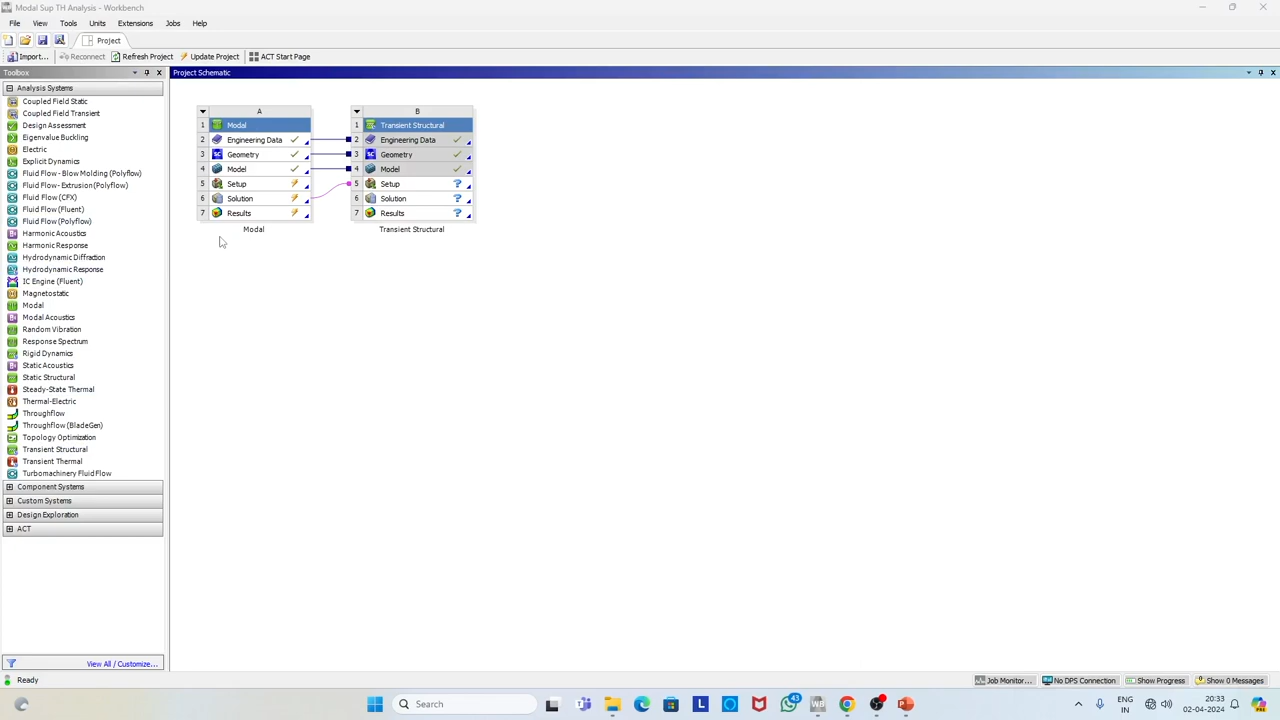 Modal Sup TH Analysis - Workbench
File View Tools Units Extensions Jobs Help
Project
Import... Reconnect Refresh Project Update Project ACT Start Page
Toolbox
Project Schematic
Analysis Systems
Coupled Field Static
Coupled Field Transient
Design Assessment
Eigenvalue Buckling
Electric
Explicit Dynamics
Fluid Flow - Blow Molding (Polyflow)
Fluid Flow - Extrusion (Polyflow)
Fluid Flow (CFX)
Fluid Flow (Fluent)
Fluid Flow (Polyflow)
Harmonic Acoustics
Harmonic Response
Hydrodynamic Diffraction
Hydrodynamic Response
IC Engine (Fluent)
Magnetostatic
Modal
Modal Acoustics
Random Vibration
Response Spectrum
Rigid Dynamics
Static Acoustics
Static Structural
Steady-State Thermal
Thermal-Electric
Throughflow
Throughflow (BladeGen)
Topology Optimization
Transient Structural
Transient Thermal
Turbomachinery Fluid Flow
Component Systems
Custom Systems
Design Exploration
ACT
View All / Customize...
A
1 Modal
2 Engineering Data
3 Geometry
4 Model
5 Setup
6 Solution
7 Results
Modal
B
1 Transient Structural
2 Engineering Data
3 Geometry
4 Model
5 Setup
6 Solution
7 Results
Transient Structural
Ready
Job Monitor... No DPS Connection Show Progress Show 0 Messages
Search
43
ENG
IN
20:33
02-04-2024